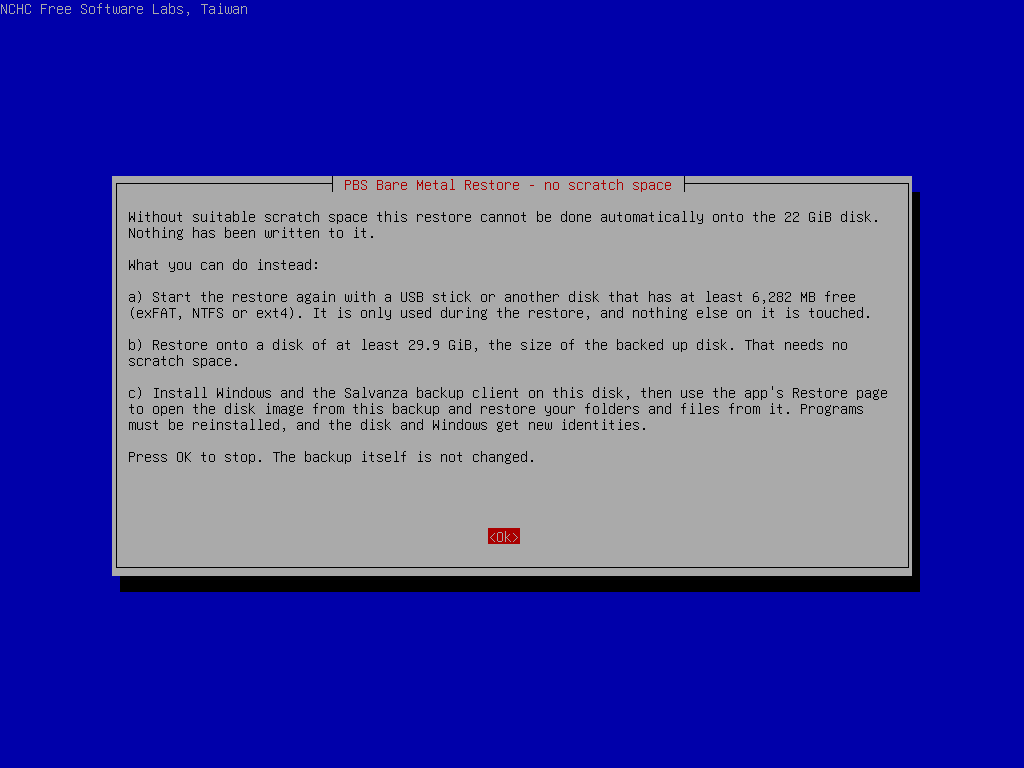 NCHC Free Software Labs, Taiwan
PBS Bare Metal Restore - no scratch space
Without suitable scratch space this restore cannot be done automatically onto the 22 GiB disk.
Nothing has been written to it.
What you can do instead:
a) Start the restore again with a USB stick or another disk that has at least 6,282 MB free
(exFAT, NTFS or ext4). It is only used during the restore, and nothing else on it is touched.
b) Restore onto a disk of at least 29.9 GiB, the size of the backed up disk. That needs no
scratch space.
c) Install Windows and the Salvanza backup client on this disk, then use the app's Restore page
to open the disk image from this backup and restore your folders and files from it. Programs
must be reinstalled, and the disk and Windows get new identities.
Press OK to stop. The backup itself is not changed.
<Ok>